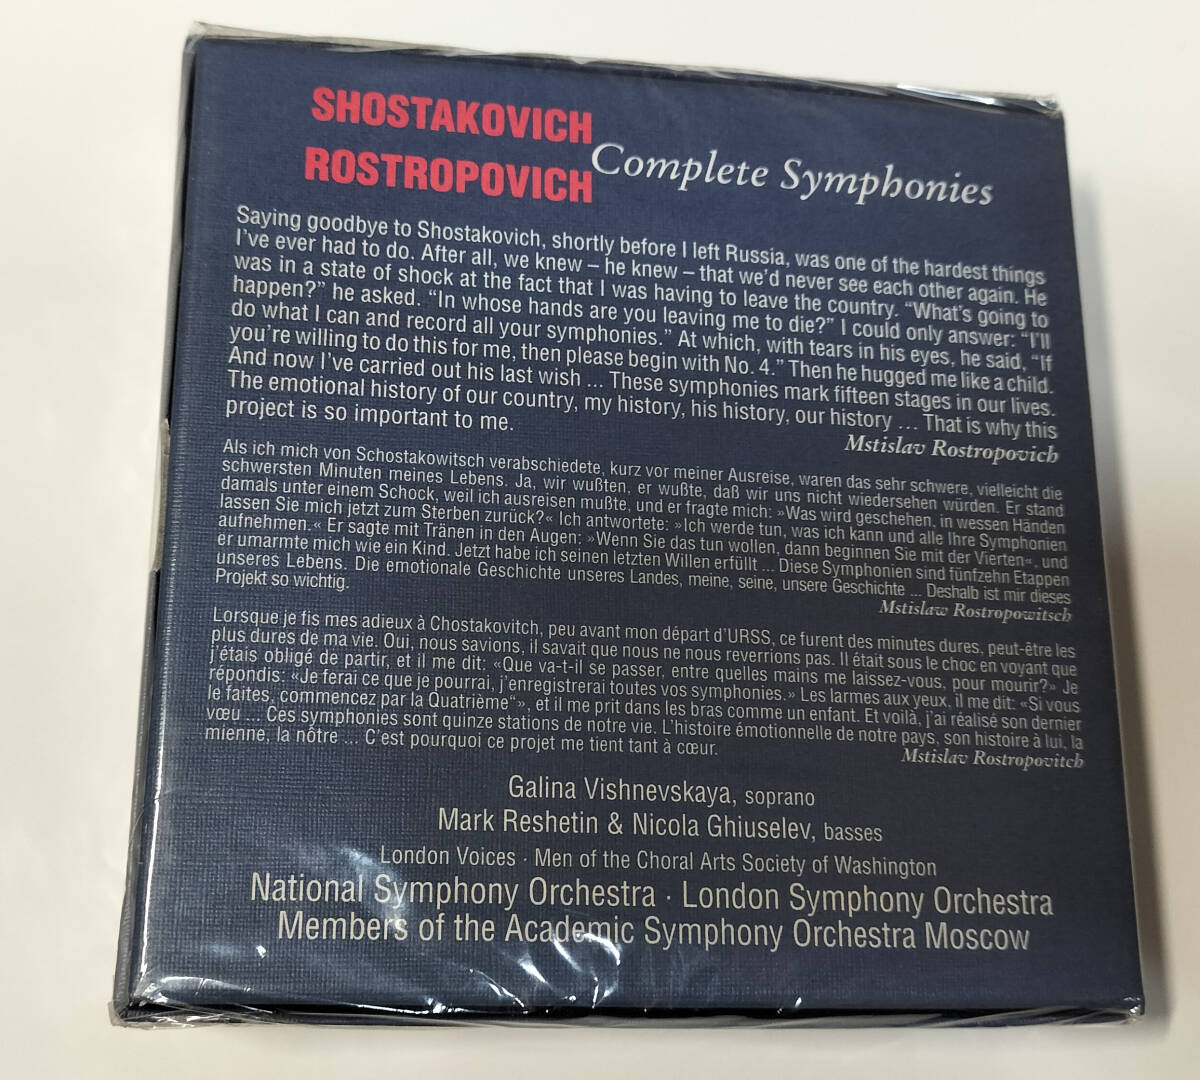 SHOSTAKOVICH
ROSTROPOVICH
Complete Symphonies
Saying goodbye to Shostakovich, shortly before I left Russia, was one of the hardest things
I've ever had to do. After all, we knew – he knew – that we'd never see each other again. He
was in a state of shock at the fact that I was having to leave the country. “What's going to
happen?” he asked. “In whose hands are you leaving me to die?” I could only answer: “I'll
do what I can and record all your symphonies.” At which, with tears in his eyes, he said, “If
you're willing to do this for me, then please begin with No. 4.” Then he hugged me like a child.
And now I've carried out his last wish ... These symphonies mark fifteen stages in our lives.
The emotional history of our country, my history, his history, our history ... That is why this
project is so important to me.
Mstislav Rostropovich
Als ich mich von Schostakowitsch verabschiedete, kurz vor meiner Ausreise, waren das sehr schwere, vielleicht die
schwersten Minuten meines Lebens. Ja, wir wußten, er wußte, daß wir uns nicht wiedersehen würden. Er stand
damals unter einem Schock, weil ich ausreisen mußte, und er fragte mich: »Was wird geschehen, in wessen Händen
lassen Sie mich jetzt zum Sterben zurück?« Ich antwortete: »Ich werde tun, was ich kann und alle Ihre Symphonien
aufnehmen.« Er sagte mit Tränen in den Augen: »Wenn Sie das tun wollen, dann beginnen Sie mit der Vierten«, und
er umarmte mich wie ein Kind. Jetzt habe ich seinen letzten Willen erfüllt ... Diese Symphonien sind fünfzehn Etappen
unseres Lebens. Die emotionale Geschichte unseres Landes, meine, seine, unsere Geschichte ... Deshalb ist mir dieses
Projekt so wichtig.
Mstislaw Rostropowitsch
Lorsque je fis mes adieux à Chostakovitch, peu avant mon départ d'URSS, ce furent des minutes dures, peut-être les
plus dures de ma vie. Oui, nous savions, il savait que nous ne nous reverrions pas. Il était sous le choc en voyant que
j'étais obligé de partir, et il me dit: «Que va-t-il se passer, entre quelles mains me laissez-vous, pour mourir?» Je
répondis: «Je ferai ce que je pourrai, j'enregistrerai toutes vos symphonies.» Les larmes aux yeux, il me dit: «Si vous
le faites, commencez par la Quatrième“», et il me prit dans les bras comme un enfant. Et voilà, j'ai réalisé son dernier
vœu ... Ces symphonies sont quinze stations de notre vie. L'histoire émotionnelle de notre pays, son histoire à lui, la
mienne, la nôtre ... C'est pourquoi ce projet me tient tant à cœur.
Mstislav Rostropovitch
Galina Vishnevskaya, soprano
Mark Reshetin & Nicola Ghiuselev, basses
London Voices · Men of the Choral Arts Society of Washington
National Symphony Orchestra · London Symphony Orchestra
Members of the Academic Symphony Orchestra Moscow